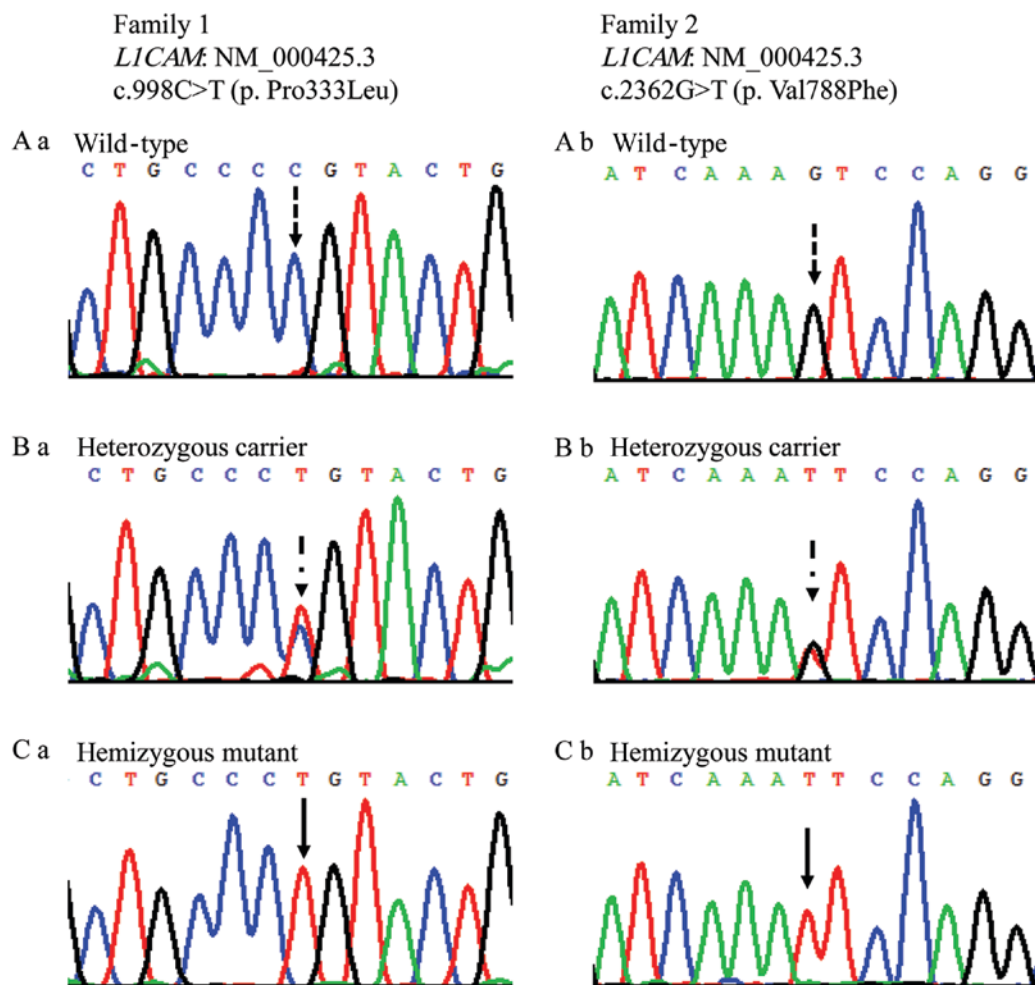 Family 1
L1CAM: NM_000425.3
c.998C>T (p. Pro333Leu)
Family 2
L1CAM: NM_000425.3
c.2362G>T (p. Val788Phe)
A a Wild-type
C T G C C C C G T A C T G
A b Wild-type
A T C A A A G T C C A G G
B a Heterozygous carrier
C T G C C C T G T A C T G
B b Heterozygous carrier
A T C A A A T T C C A G G
C a Hemizygous mutant
C T G C C C T G T A C T G
C b Hemizygous mutant
A T C A A A T T C C A G G